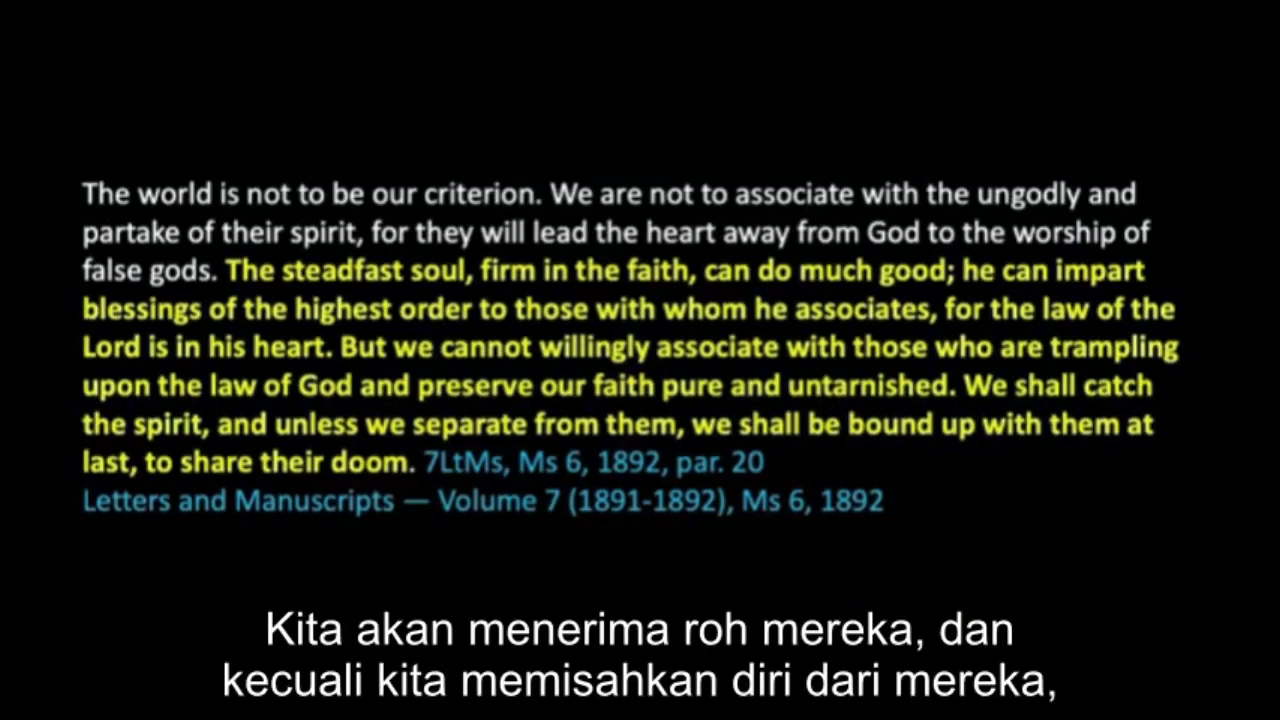 The world is not to be our criterion. We are not to associate with the ungodly and
partake of their spirit, for they will lead the heart away from God to the worship of
false gods. The steadfast soul, firm in the faith, can do much good; he can impart
blessings of the highest order to those with whom he associates, for the law of the
Lord is in his heart. But we cannot willingly associate with those who are trampling
upon the law of God and preserve our faith pure and untarnished. We shall catch
the spirit, and unless we separate from them, we shall be bound up with them at
last, to share their doom. 7LtMs, Ms 6, 1892, par. 20
Letters and Manuscripts — Volume 7 (1891-1892), Ms 6, 1892
Kita akan menerima roh mereka, dan
kecuali kita memisahkan diri dari mereka,